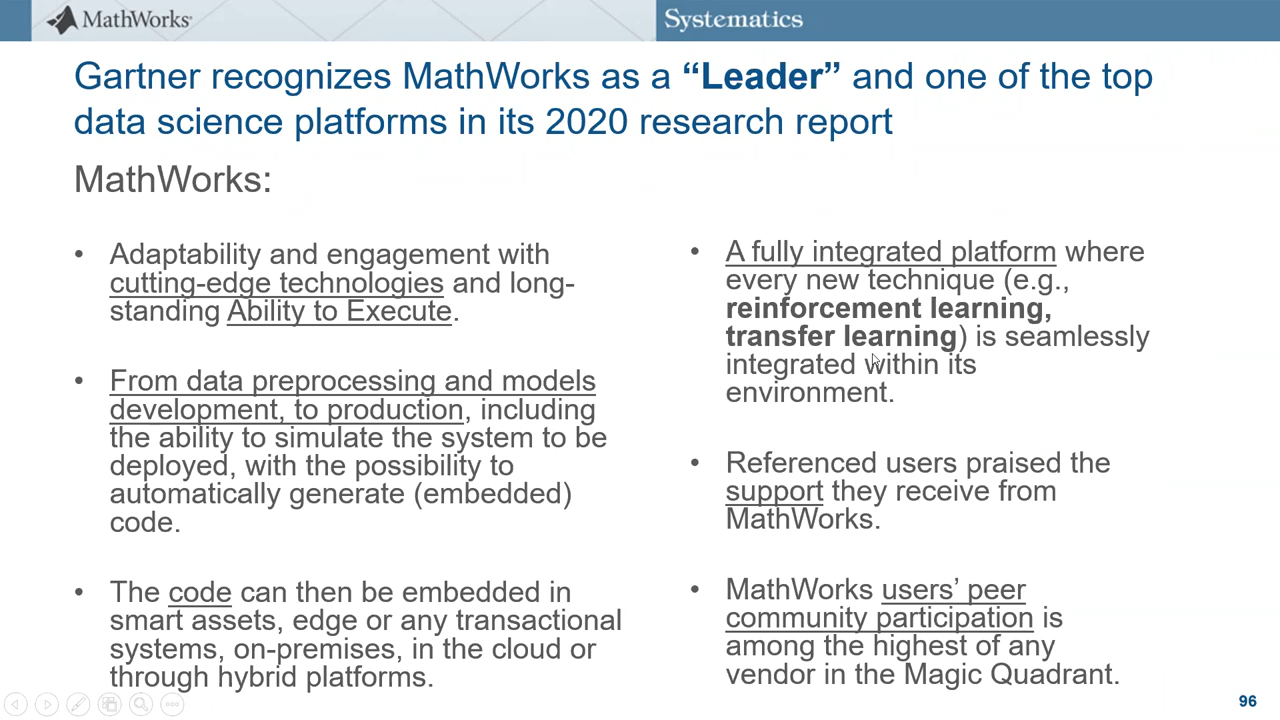 MathWorks®
Systematics
Gartner recognizes MathWorks as a “Leader” and one of the top
data science platforms in its 2020 research report
MathWorks:
• Adaptability and engagement with
cutting-edge technologies and long-
standing Ability to Execute.
• From data preprocessing and models
development, to production, including
the ability to simulate the system to be
deployed, with the possibility to
automatically generate (embedded)
code.
• The code can then be embedded in
smart assets, edge or any transactional
systems, on-premises, in the cloud or
through hybrid platforms.
• A fully integrated platform where
every new technique (e.g.,
reinforcement learning,
transfer learning) is seamlessly
integrated within its
environment.
• Referenced users praised the
support they receive from
MathWorks.
• MathWorks users’ peer
community participation is
among the highest of any
vendor in the Magic Quadrant.
96